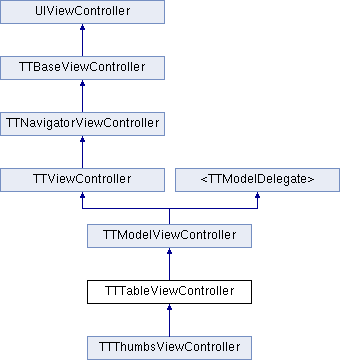 UIViewController
TTBaseViewController
TTNavigatorViewController
TTViewController
<TTModelDelegate>
TTModelViewController
TTTableViewController
TTThumbsViewController